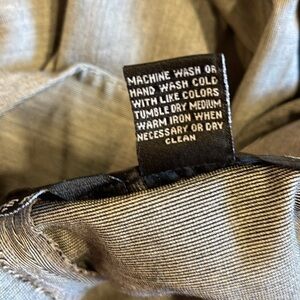 MACHINE WASH OR
HAND WASH COLD
WITH LIKE COLORS
TUMBLE DRY MEDIUM
WARM IRON WHEN
NECESSARY OR DRY
CLEAN